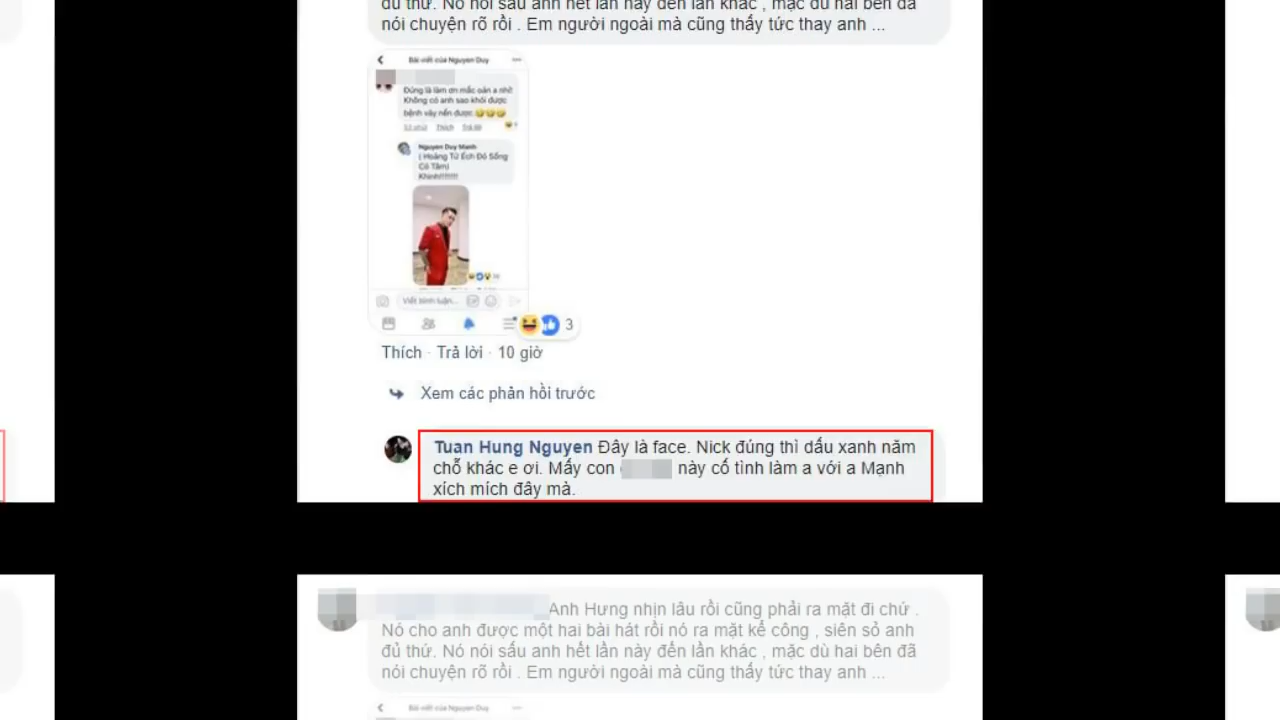 đủ thứ. Nó nói sấu anh hết lần này đến lần khác , mặc dù hai bên đã
nói chuyện rõ rồi . Em người ngoài mà cũng thấy tức thay anh ...
Bài viết của Nguyen Duy
Đúng là làm ơn mắc oán a nhỉ
Không có anh sao khỏi được
bệnh vảy nến được.
Thích Trả lời
Nguyen Duy Manh
( Hoàng Tử Ếch Đó Sống
Có Tâm)
Khinh!!!!!!!
Viết bình luận...
3
Thích · Trả lời · 10 giờ
Xem các phản hồi trước
Tuan Hung Nguyen Đây là face. Nick đúng thì dấu xanh năm
chỗ khác e ơi. Mấy con này cố tình làm a với a Mạnh
xích mích đây mà.
Anh Hưng nhịn lâu rồi cũng phải ra mặt đi chứ .
Nó cho anh được một hai bài hát rồi nó ra mặt kể công , siên sỏ anh
đủ thứ. Nó nói sấu anh hết lần này đến lần khác , mặc dù hai bên đã
nói chuyện rõ rồi . Em người ngoài mà cũng thấy tức thay anh ...
Bài viết của Nguyen Duy